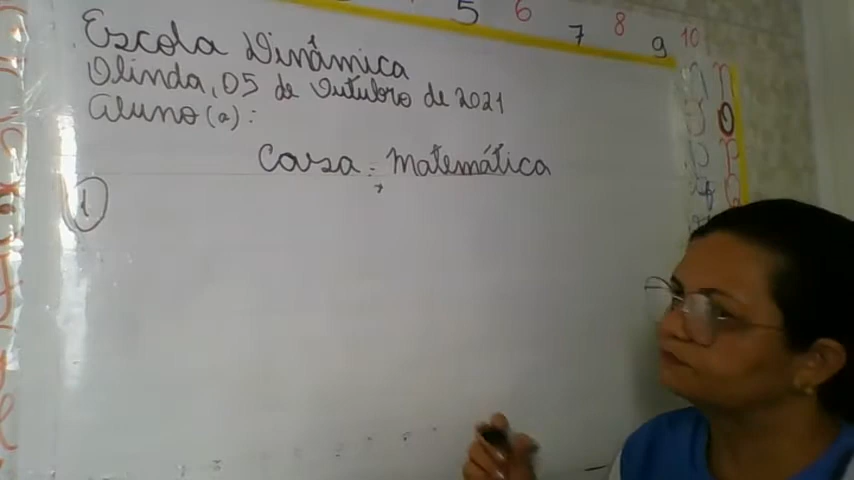 5 6 7 8 9 10
Escola Dinâmica
Olinda, 05 de Outubro de 2021
Aluno(a):
Casa: Matemática
1